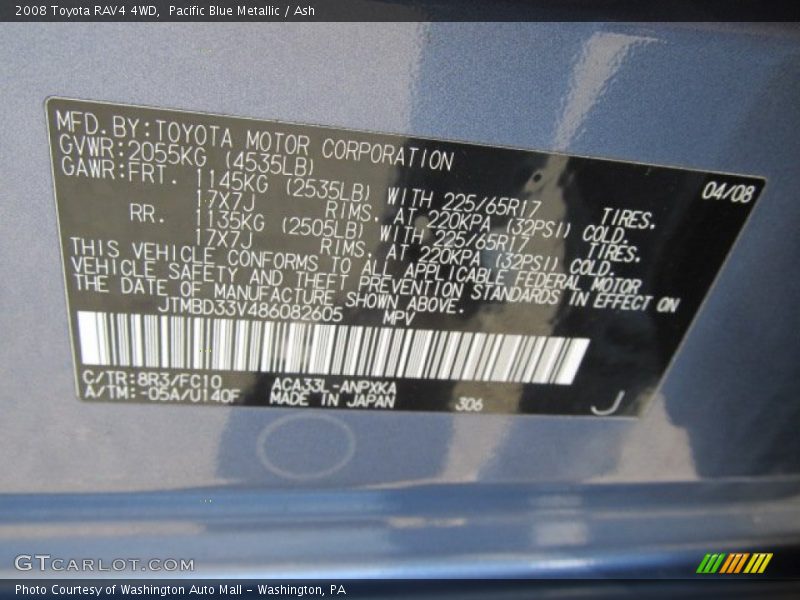 2008 Toyota RAV4 4WD, Pacific Blue Metallic / Ash
MFD. BY: TOYOTA MOTOR CORPORATION 04/08
GVWR: 2055KG (4535LB)
GAWR: FRT. 1145KG (2535LB) WITH 225/65R17 TIRES.
17X7J RIMS. AT 220KPA (32PSI) COLD.
RR. 1135KG (2505LB) WITH 225/65R17 TIRES.
17X7J RIMS. AT 220KPA (32PSI) COLD.
THIS VEHICLE CONFORMS TO ALL APPLICABLE FEDERAL MOTOR
VEHICLE SAFETY AND THEFT PREVENTION STANDARDS IN EFFECT ON
THE DATE OF MANUFACTURE SHOWN ABOVE.
JTMBD33V486082605 MPV
C/TR: 8R3/FC10 ACA33L-ANPXKA
A/TM: -05A/U140F MADE IN JAPAN 306 J
GTCARLOT.COM
Photo Courtesy of Washington Auto Mall - Washington, PA